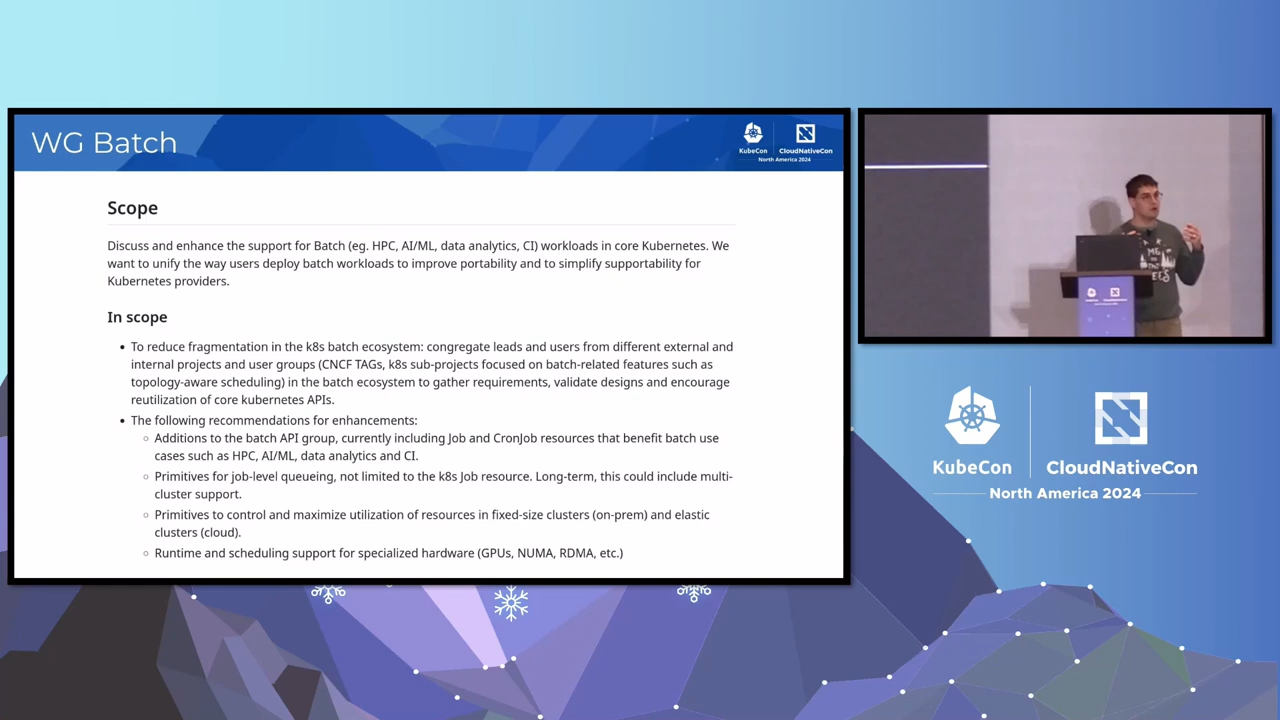 WG Batch
KubeCon
CloudNativeCon
North America 2024
Scope
Discuss and enhance the support for Batch (eg. HPC, AI/ML, data analytics, CI) workloads in core Kubernetes. We
want to unify the way users deploy batch workloads to improve portability and to simplify supportability for
Kubernetes providers.
In scope
To reduce fragmentation in the k8s batch ecosystem: congregate leads and users from different external and
internal projects and user groups (CNCF TAGs, k8s sub-projects focused on batch-related features such as
topology-aware scheduling) in the batch ecosystem to gather requirements, validate designs and encourage
reutilization of core kubernetes APIs.
The following recommendations for enhancements:
Additions to the batch API group, currently including Job and CronJob resources that benefit batch use
cases such as HPC, AI/ML, data analytics and CI.
Primitives for job-level queueing, not limited to the k8s Job resource. Long-term, this could include multi-
cluster support.
Primitives to control and maximize utilization of resources in fixed-size clusters (on-prem) and elastic
clusters (cloud).
Runtime and scheduling support for specialized hardware (GPUs, NUMA, RDMA, etc.)
KubeCon
CloudNativeCon
North America 2024